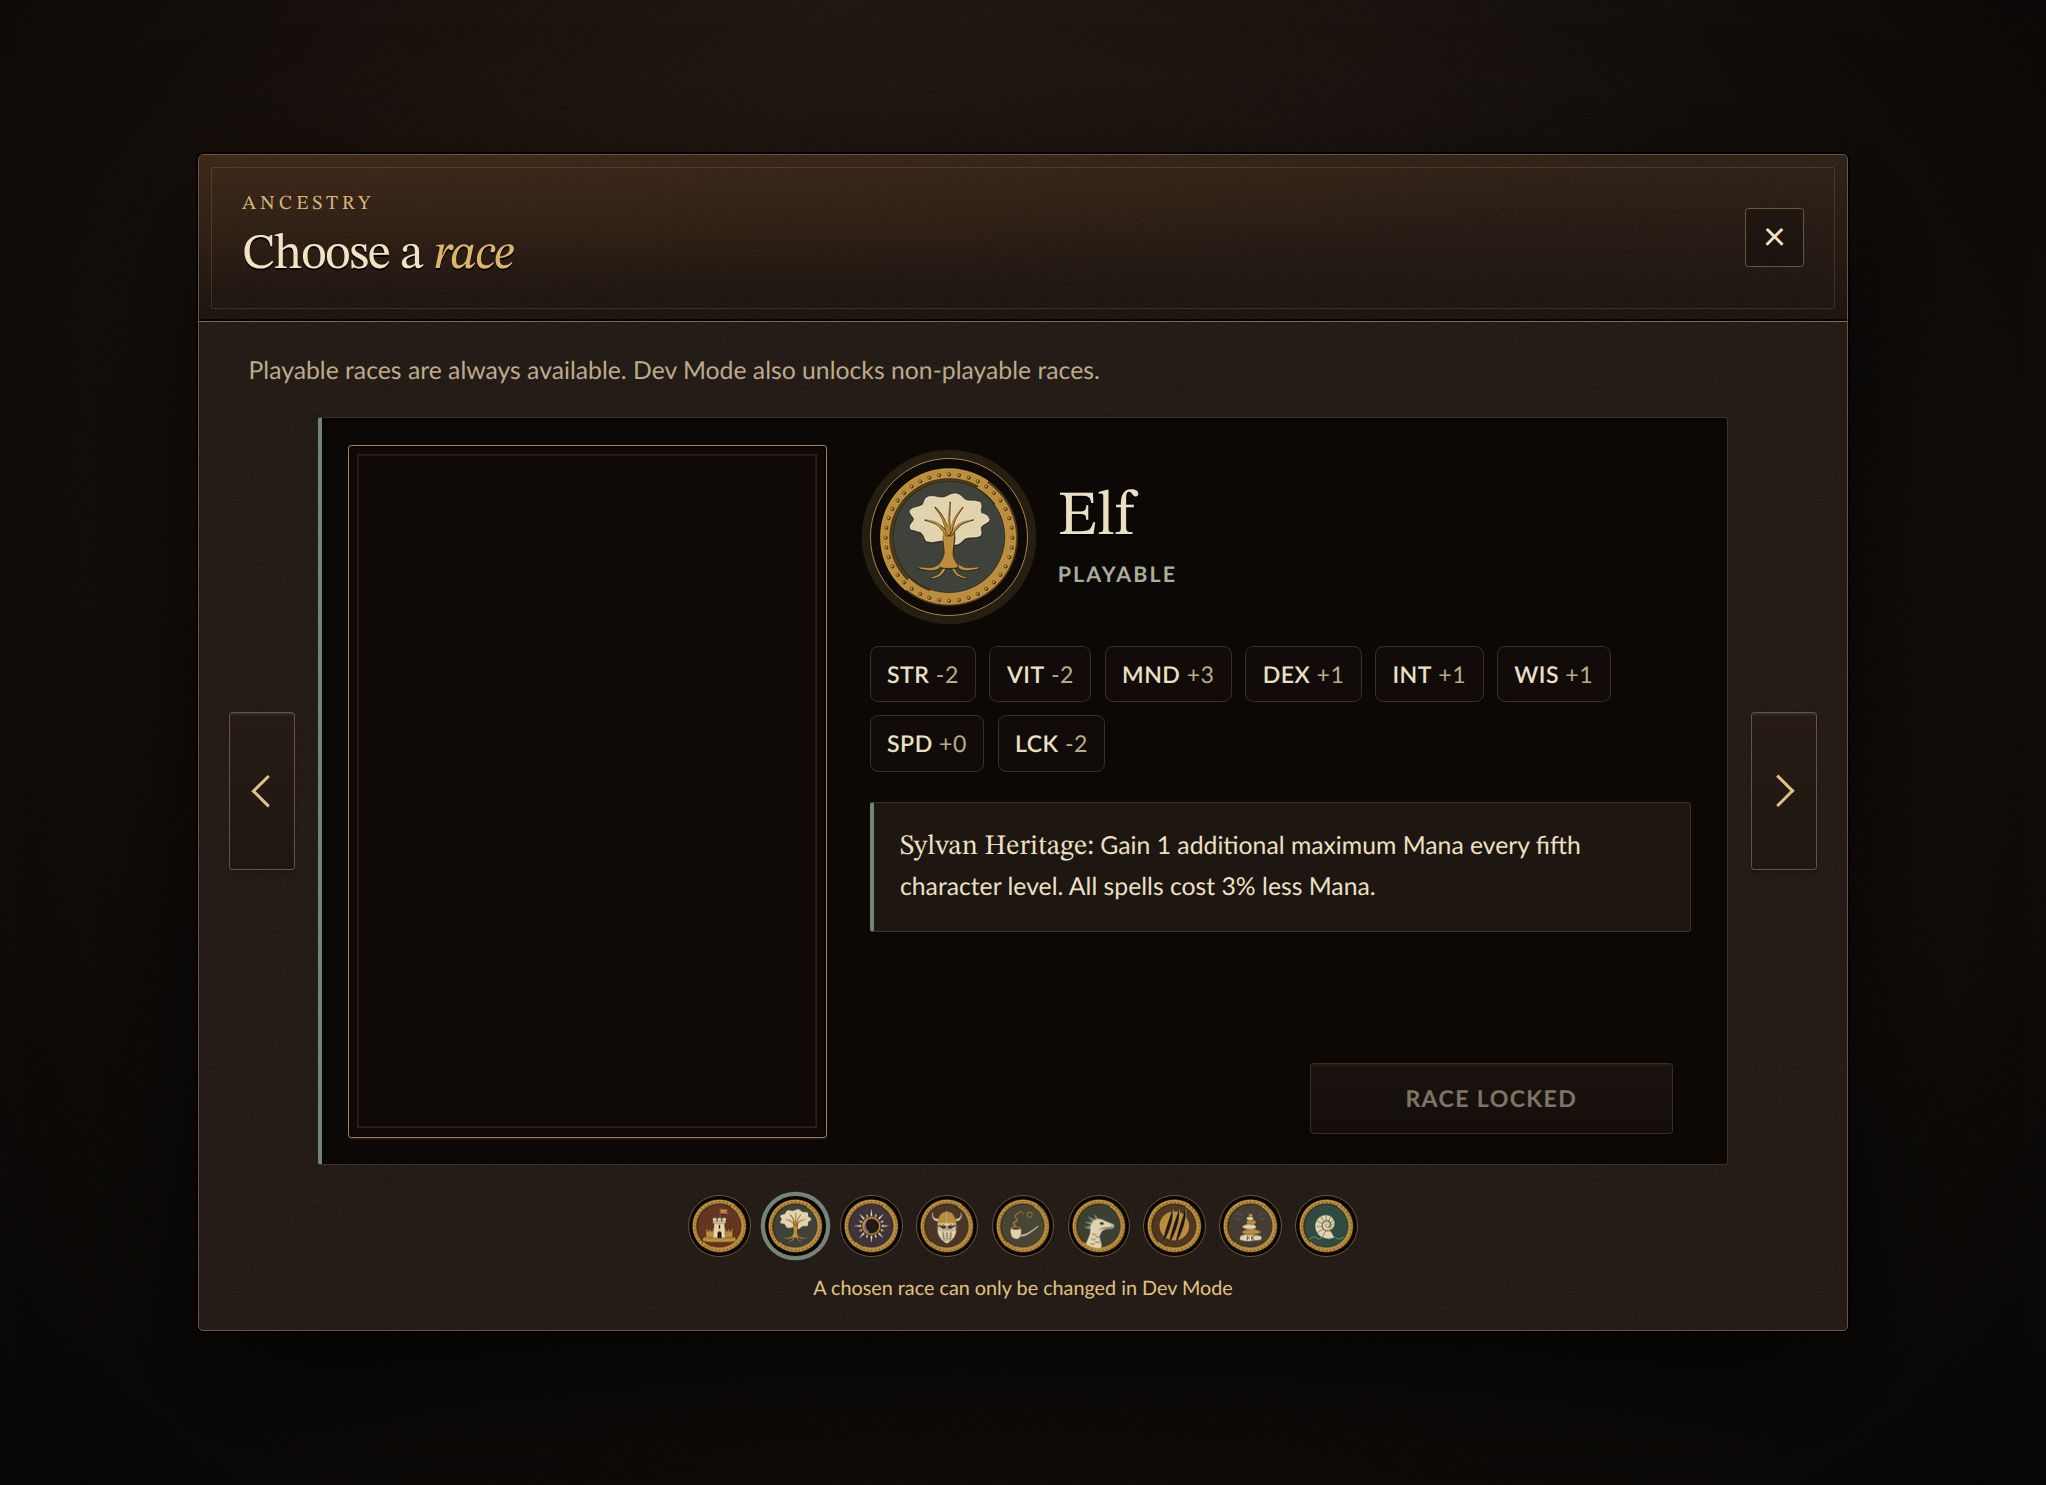 ANCESTRY
Choose a race
Playable races are always available. Dev Mode also unlocks non-playable races.
Elf
PLAYABLE
STR -2 VIT -2 MND +3 DEX +1 INT +1 WIS +1
SPD +0 LCK -2
Sylvan Heritage: Gain 1 additional maximum Mana every fifth
character level. All spells cost 3% less Mana.
RACE LOCKED
A chosen race can only be changed in Dev Mode